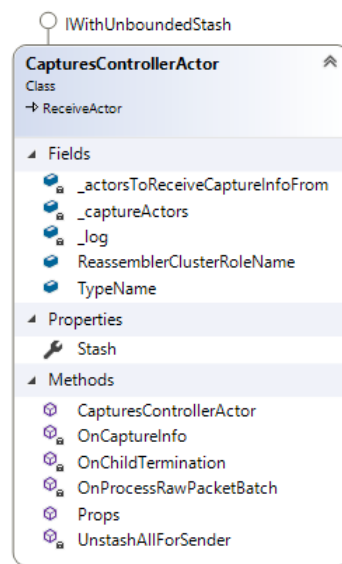 IWithUnboundedStash
CapturesControllerActor
Class
ReceiveActor
Fields
_actorsToReceiveCaptureInfoFrom
_captureActors
_log
ReassemblerClusterRoleName
TypeName
Properties
Stash
Methods
CapturesControllerActor
OnCaptureInfo
OnChildTermination
OnProcessRawPacketBatch
Props
UnstashAllForSender